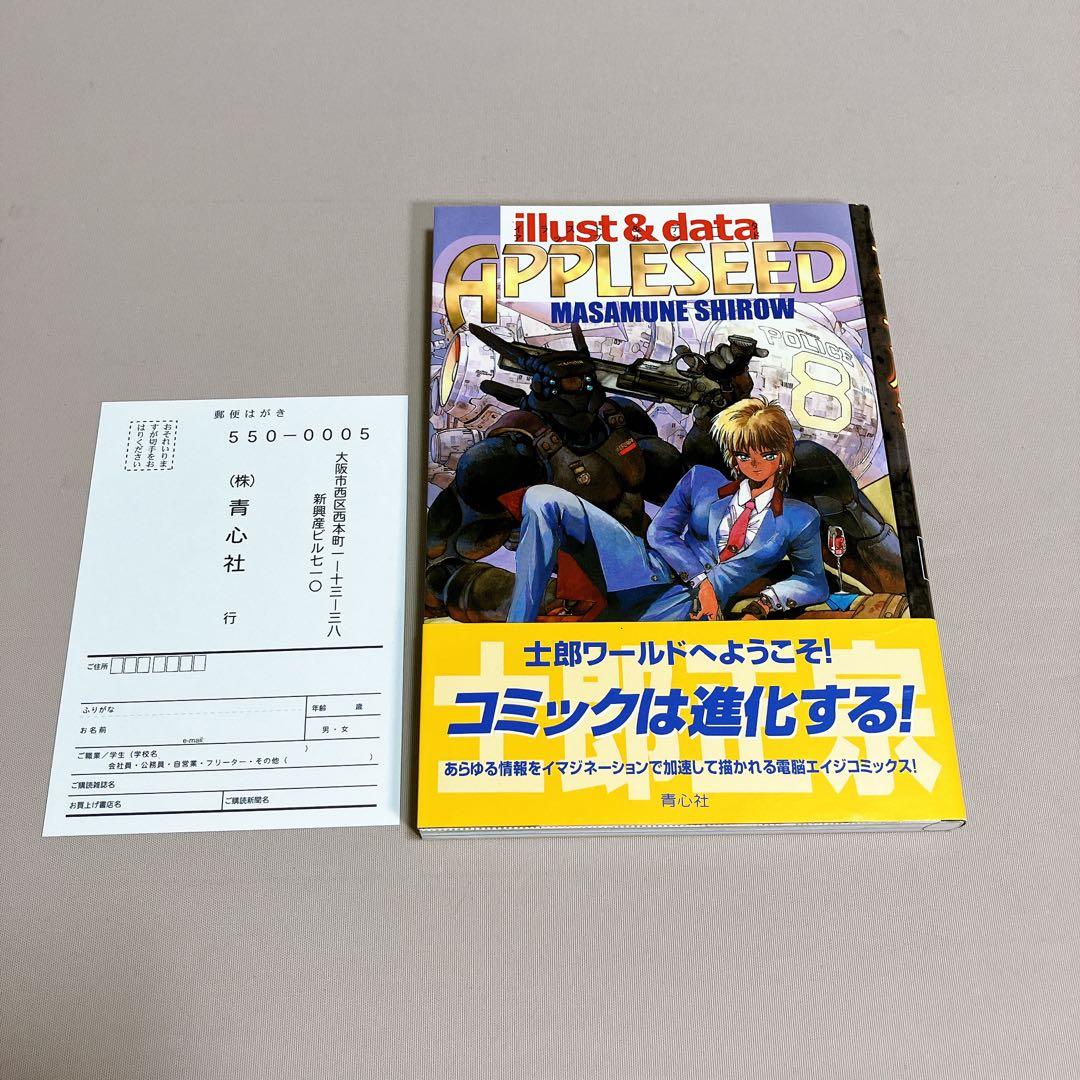 郵便はがき
おそれいりま
すが切手をお
はりください
550-0005
大阪市西区西本町一ー十三ー三八
新興産ビル七一〇
(株)青心社 行
ご住所
ふりがな
お名前
年齢 歳
男・女
e-mail:
ご職業／学生 (学校名 )
会社員・公務員・自営業・フリーター・その他 ( )
ご購読雑誌名
お買上げ書店名
ご購読新聞名
illust & data
APPLESEED
MASAMUNE SHIROW
POLICE
8
士郎正宗
士郎ワールドへようこそ!
コミックは進化する!
あらゆる情報をイマジネーションで加速して描かれる電脳エイジコミックス!
青心社